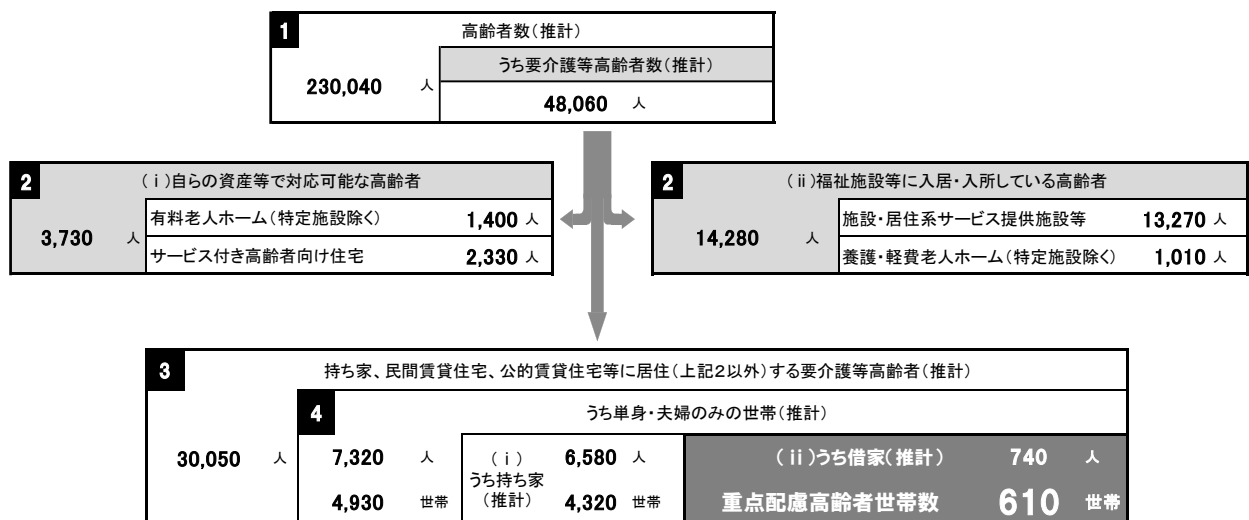 1 高齢者数(推計)
うち要介護等高齢者数(推計)
230,040 人
48,060 人
2 (ⅰ)自らの資産等で対応可能な高齢者
3,730 人
有料老人ホーム(特定施設除く) 1,400 人
サービス付き高齢者向け住宅 2,330 人
2 (ⅱ)福祉施設等に入居・入所している高齢者
14,280 人
施設・居住系サービス提供施設等 13,270 人
養護・軽費老人ホーム(特定施設除く) 1,010 人
3 持ち家、民間賃貸住宅、公的賃貸住宅等に居住(上記2以外)する要介護等高齢者(推計)
30,050 人
4 うち単身・夫婦のみの世帯(推計)
7,320 人
4,930 世帯
(ⅰ)
うち持ち家
(推計)
6,580 人
4,320 世帯
(ⅱ)うち借家(推計) 740 人
重点配慮高齢者世帯数 610 世帯